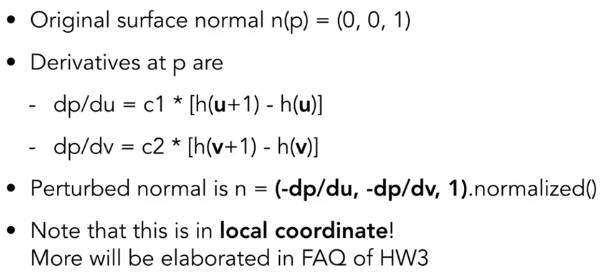 • Original surface normal n(p) = (0, 0, 1)
• Derivatives at p are
- dp/du = c1 * [h(u+1) - h(u)]
- dp/dv = c2 * [h(v+1) - h(v)]
• Perturbed normal is n = (-dp/du, -dp/dv, 1).normalized()
• Note that this is in local coordinate!
More will be elaborated in FAQ of HW3